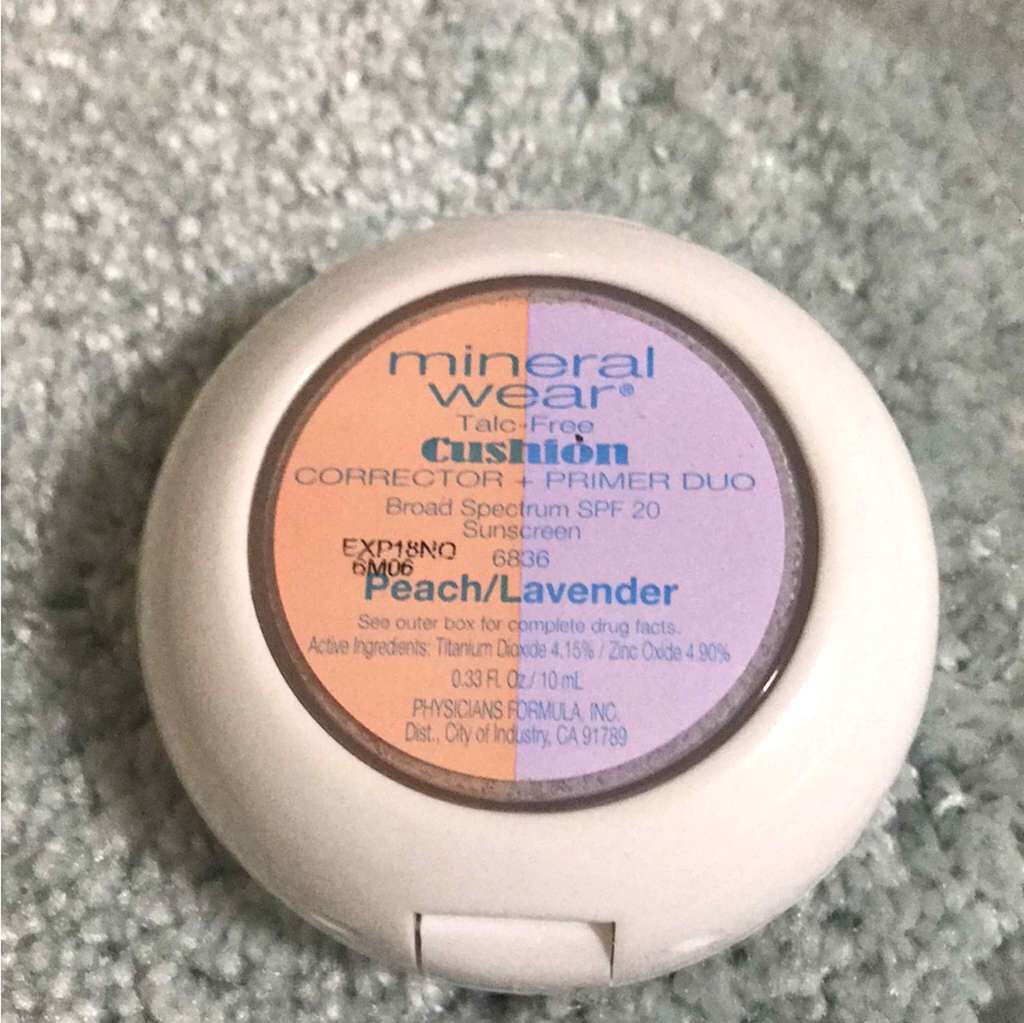 mineral
wear®
Talc-Free
Cushion
CORRECTOR + PRIMER DUO
Broad Spectrum SPF 20
Sunscreen
EXP18NO
6M06
6836
Peach/Lavender
See outer box for complete drug facts.
Active Ingredients: Titanium Dioxide 4.15% / Zinc Oxide 4.90%
0.33 FL Oz / 10 mL
PHYSICIANS FORMULA, INC.
Dist., City of Industry, CA 91789